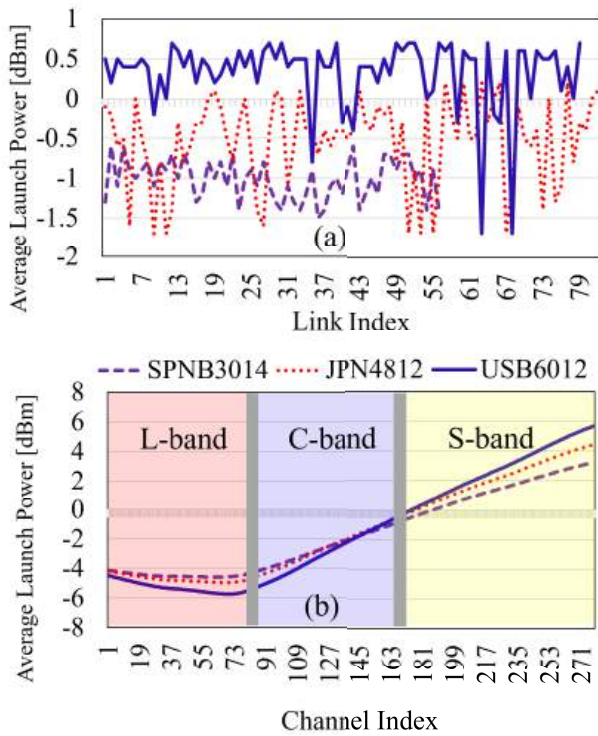 Average Launch Power [dBm]
1
0.5
0
-0.5
-1
-1.5
-2
(a)
1 7 13 19 25 31 37 43 49 55 61 67 73 79
Link Index
SPNB3014 JPN4812 USB6012
Average Launch Power [dBm]
8
6
4
2
0
-2
-4
-6
-8
L-band C-band S-band
(b)
1 19 37 55 73 91 109 127 145 163 181 199 217 235 253 271
Channel Index